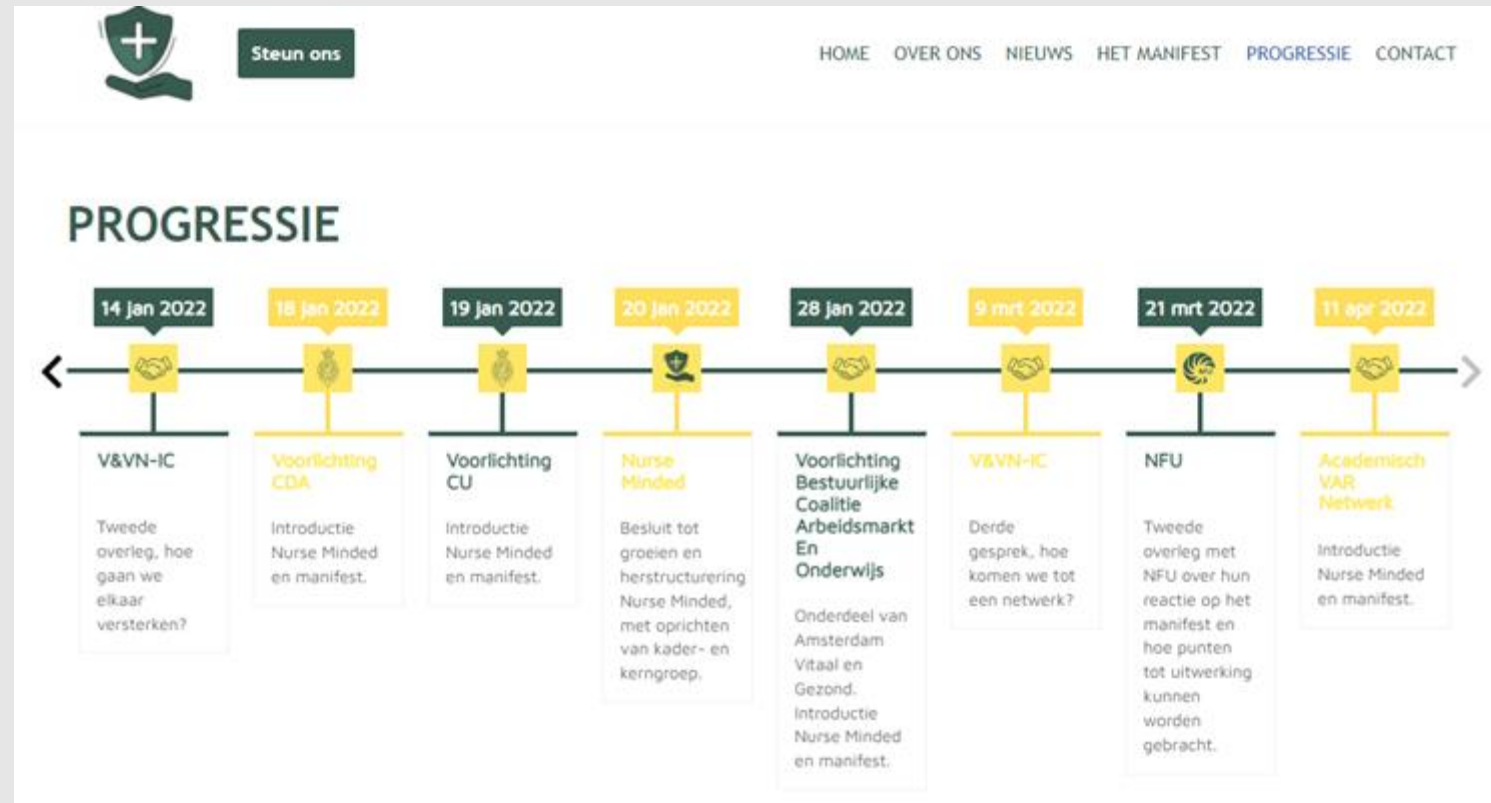 Steun ons
HOME OVER ONS NIEUWS HET MANIFEST PROGRESSIE CONTACT
PROGRESSIE
14 jan 2022
V&VN-IC
Tweede
overleg, hoe
gaan we
elkaar
versterken?
18 jan 2022
Voorlichting
CDA
Introductie
Nurse Minded
en manifest.
19 jan 2022
Voorlichting
CU
Introductie
Nurse Minded
en manifest.
20 jan 2022
Nurse
Minded
Besluit tot
groeien en
herstructurering
Nurse Minded,
met oprichten
van kader- en
kerngroep.
28 jan 2022
Voorlichting
Bestuurlijke
Coalitie
Arbeidsmarkt
En
Onderwijs
Onderdeel van
Amsterdam
Vitaal en
Gezond.
Introductie
Nurse Minded
en manifest.
9 mrt 2022
V&VN-IC
Derde
gesprek, hoe
komen we tot
een netwerk?
21 mrt 2022
NFU
Tweede
overleg met
NFU over hun
reactie op het
manifest en
hoe punten
tot uitwerking
kunnen
worden
gebracht.
11 apr 2022
Academisch
VAR
Netwerk
Introductie
Nurse Minded
en manifest.